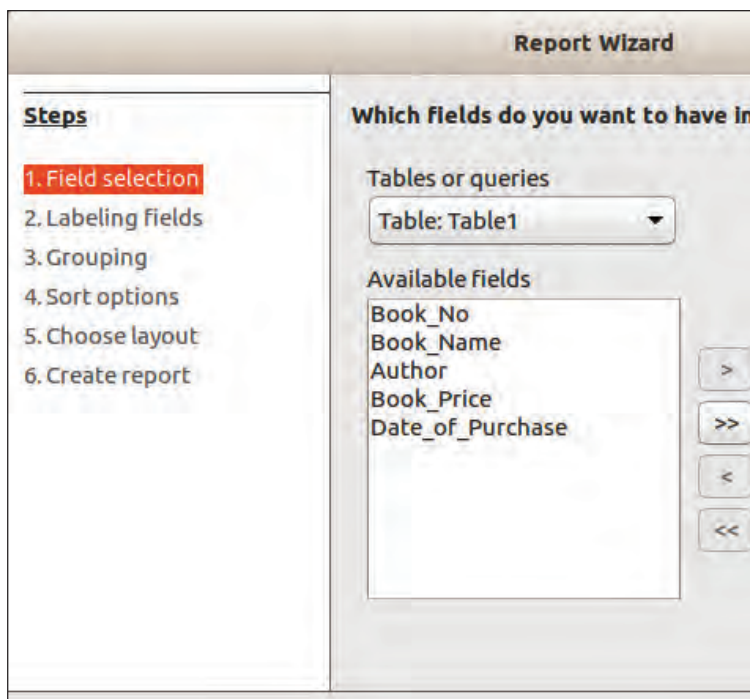 Report Wizard
Steps
1. Field selection
2. Labeling fields
3. Grouping
4. Sort options
5. Choose layout
6. Create report
Which fields do you want to have in
Tables or queries
Table: Table1
Available fields
Book_No
Book_Name
Author
Book_Price
Date_of_Purchase
>
>>
<
<<